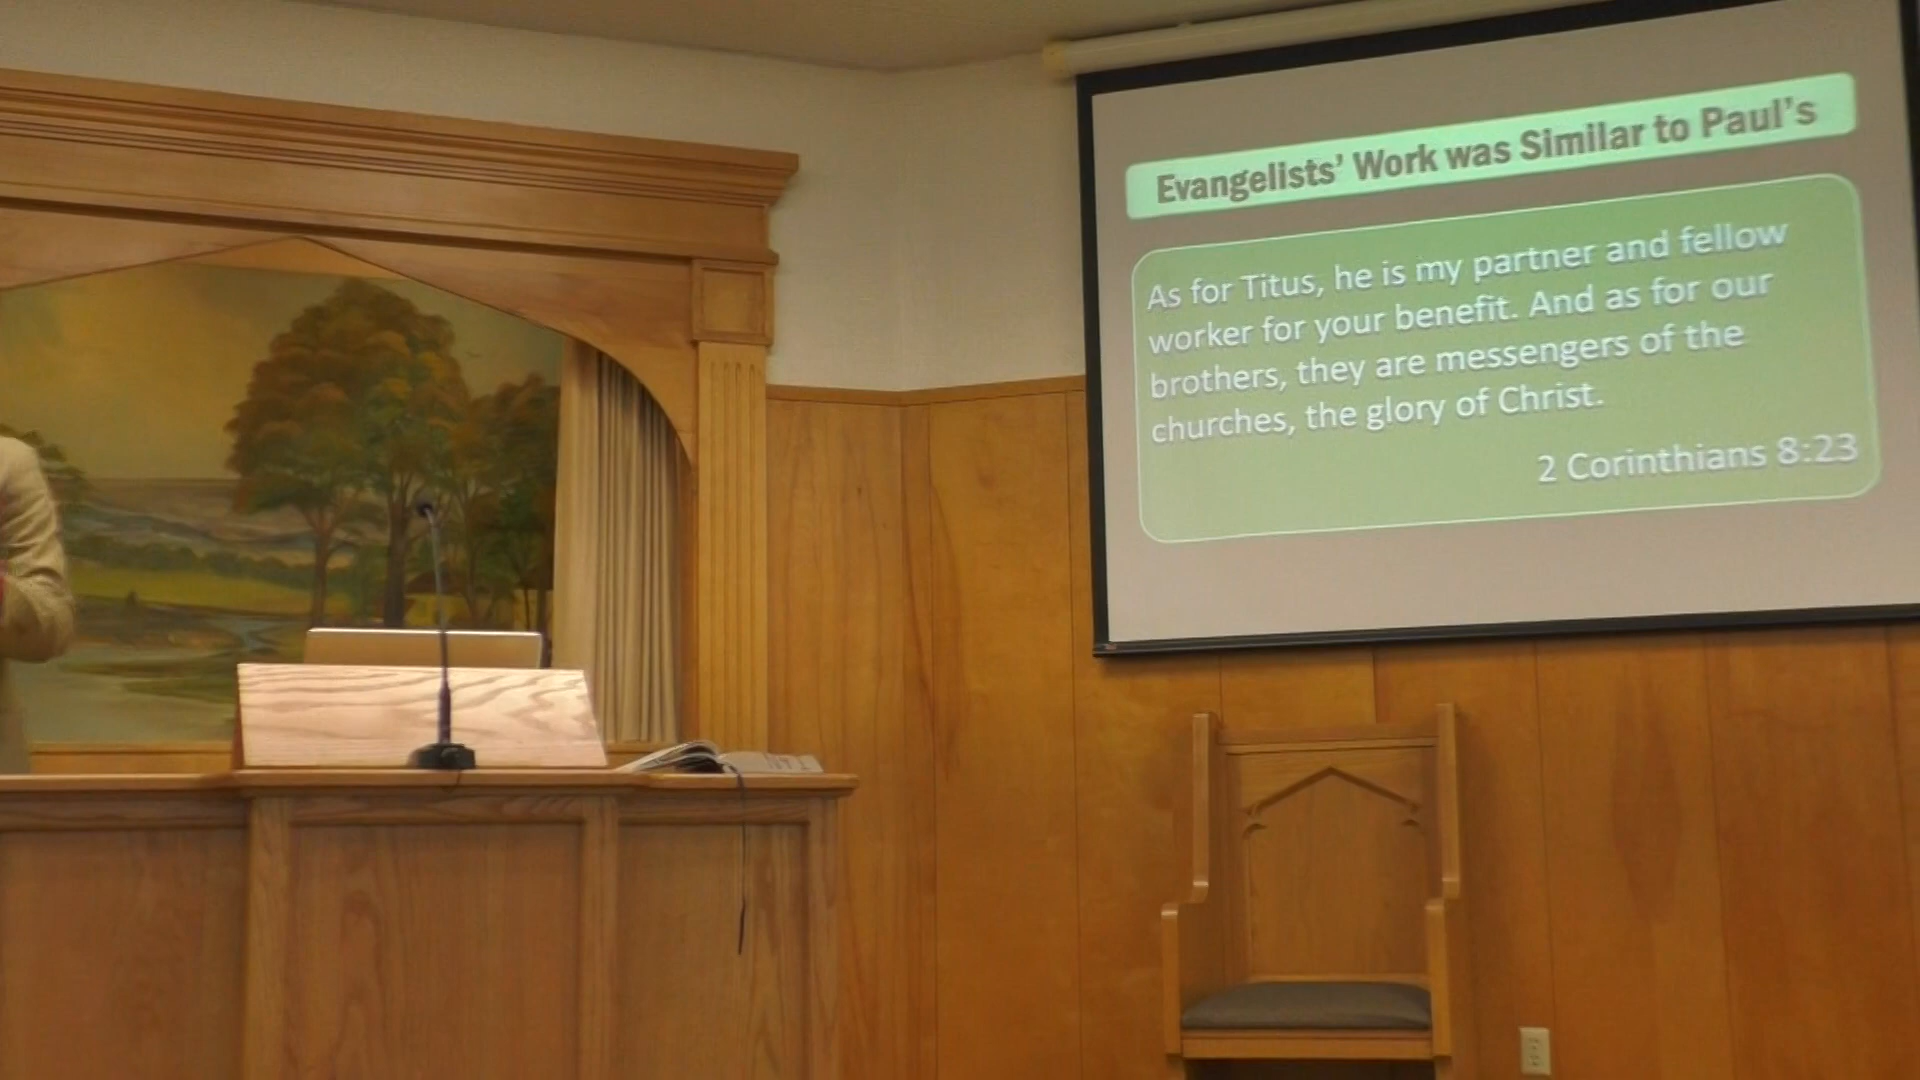 Evangelists' Work was Similar to Paul's
As for Titus, he is my partner and fellow
worker for your benefit. And as for our
brothers, they are messengers of the
churches, the glory of Christ.
2 Corinthians 8:23